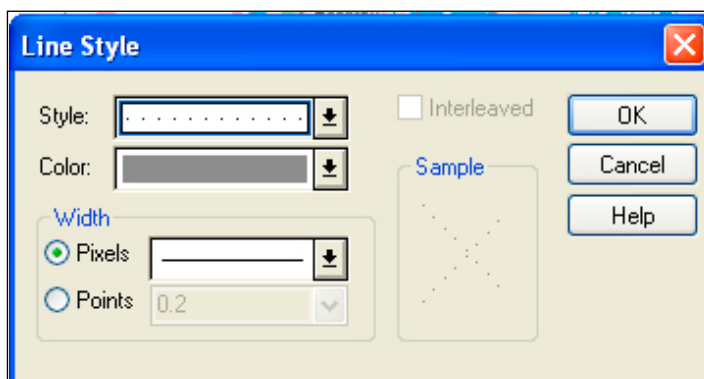 Line Style
Style:
Interleaved
OK
Color:
Sample
Cancel
Width
Help
Pixels
Points
0.2